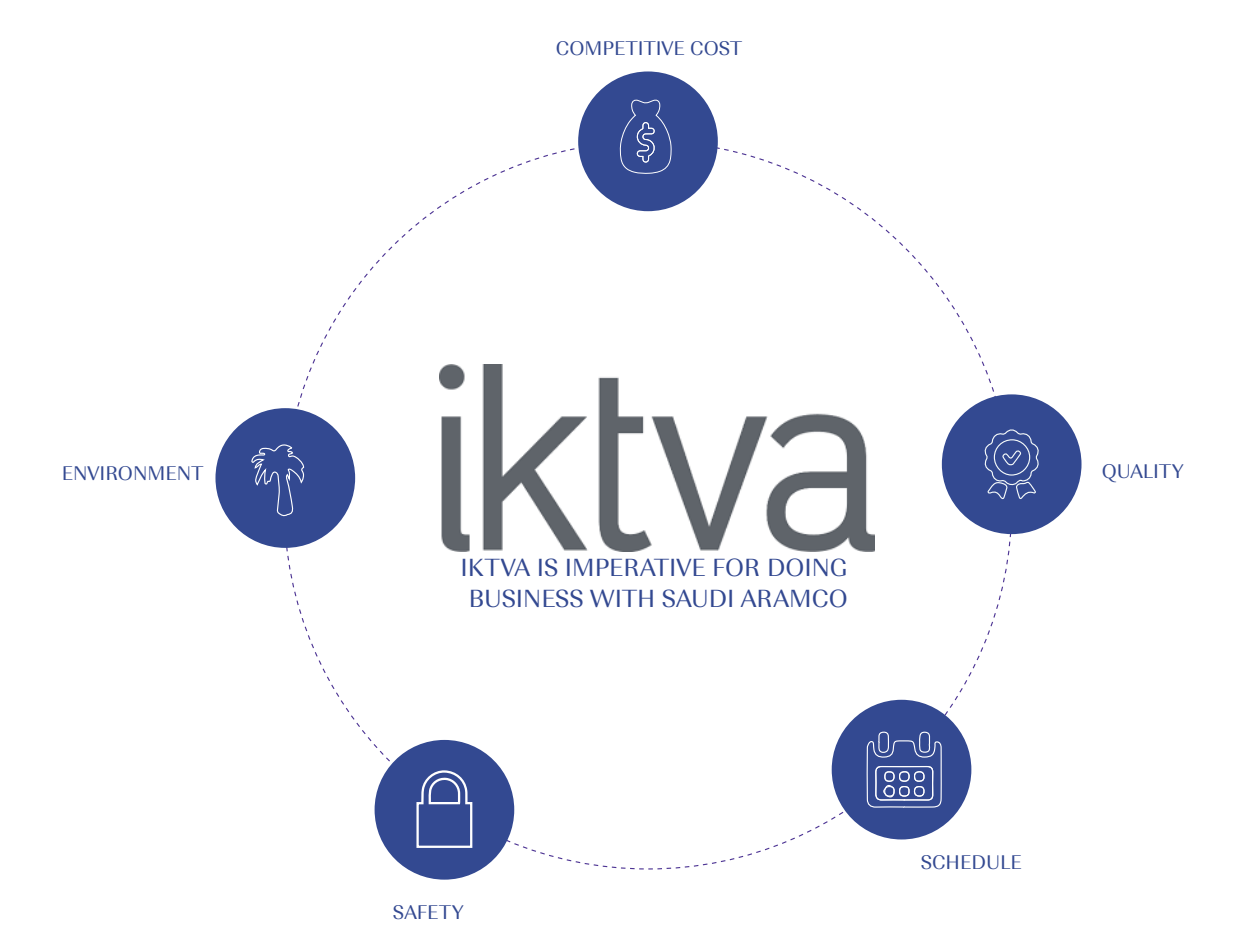 COMPETITIVE COST
iktva
ENVIRONMENT
QUALITY
IKTVA IS IMPERATIVE FOR DOING
BUSINESS WITH SAUDI ARAMCO
SCHEDULE
SAFETY